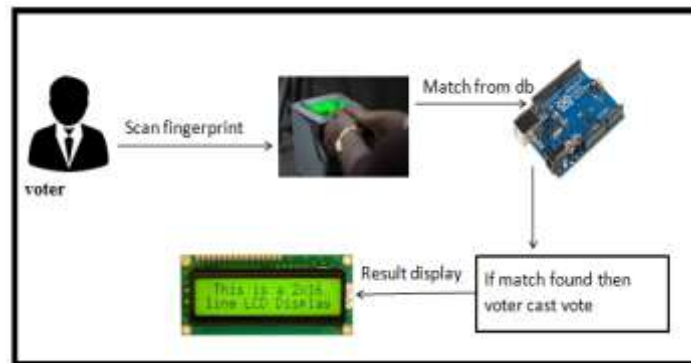 Match from db
Scan fingerprint
voter
Result display
If match found then
voter cast vote
This is a 2x16
line LCD Display